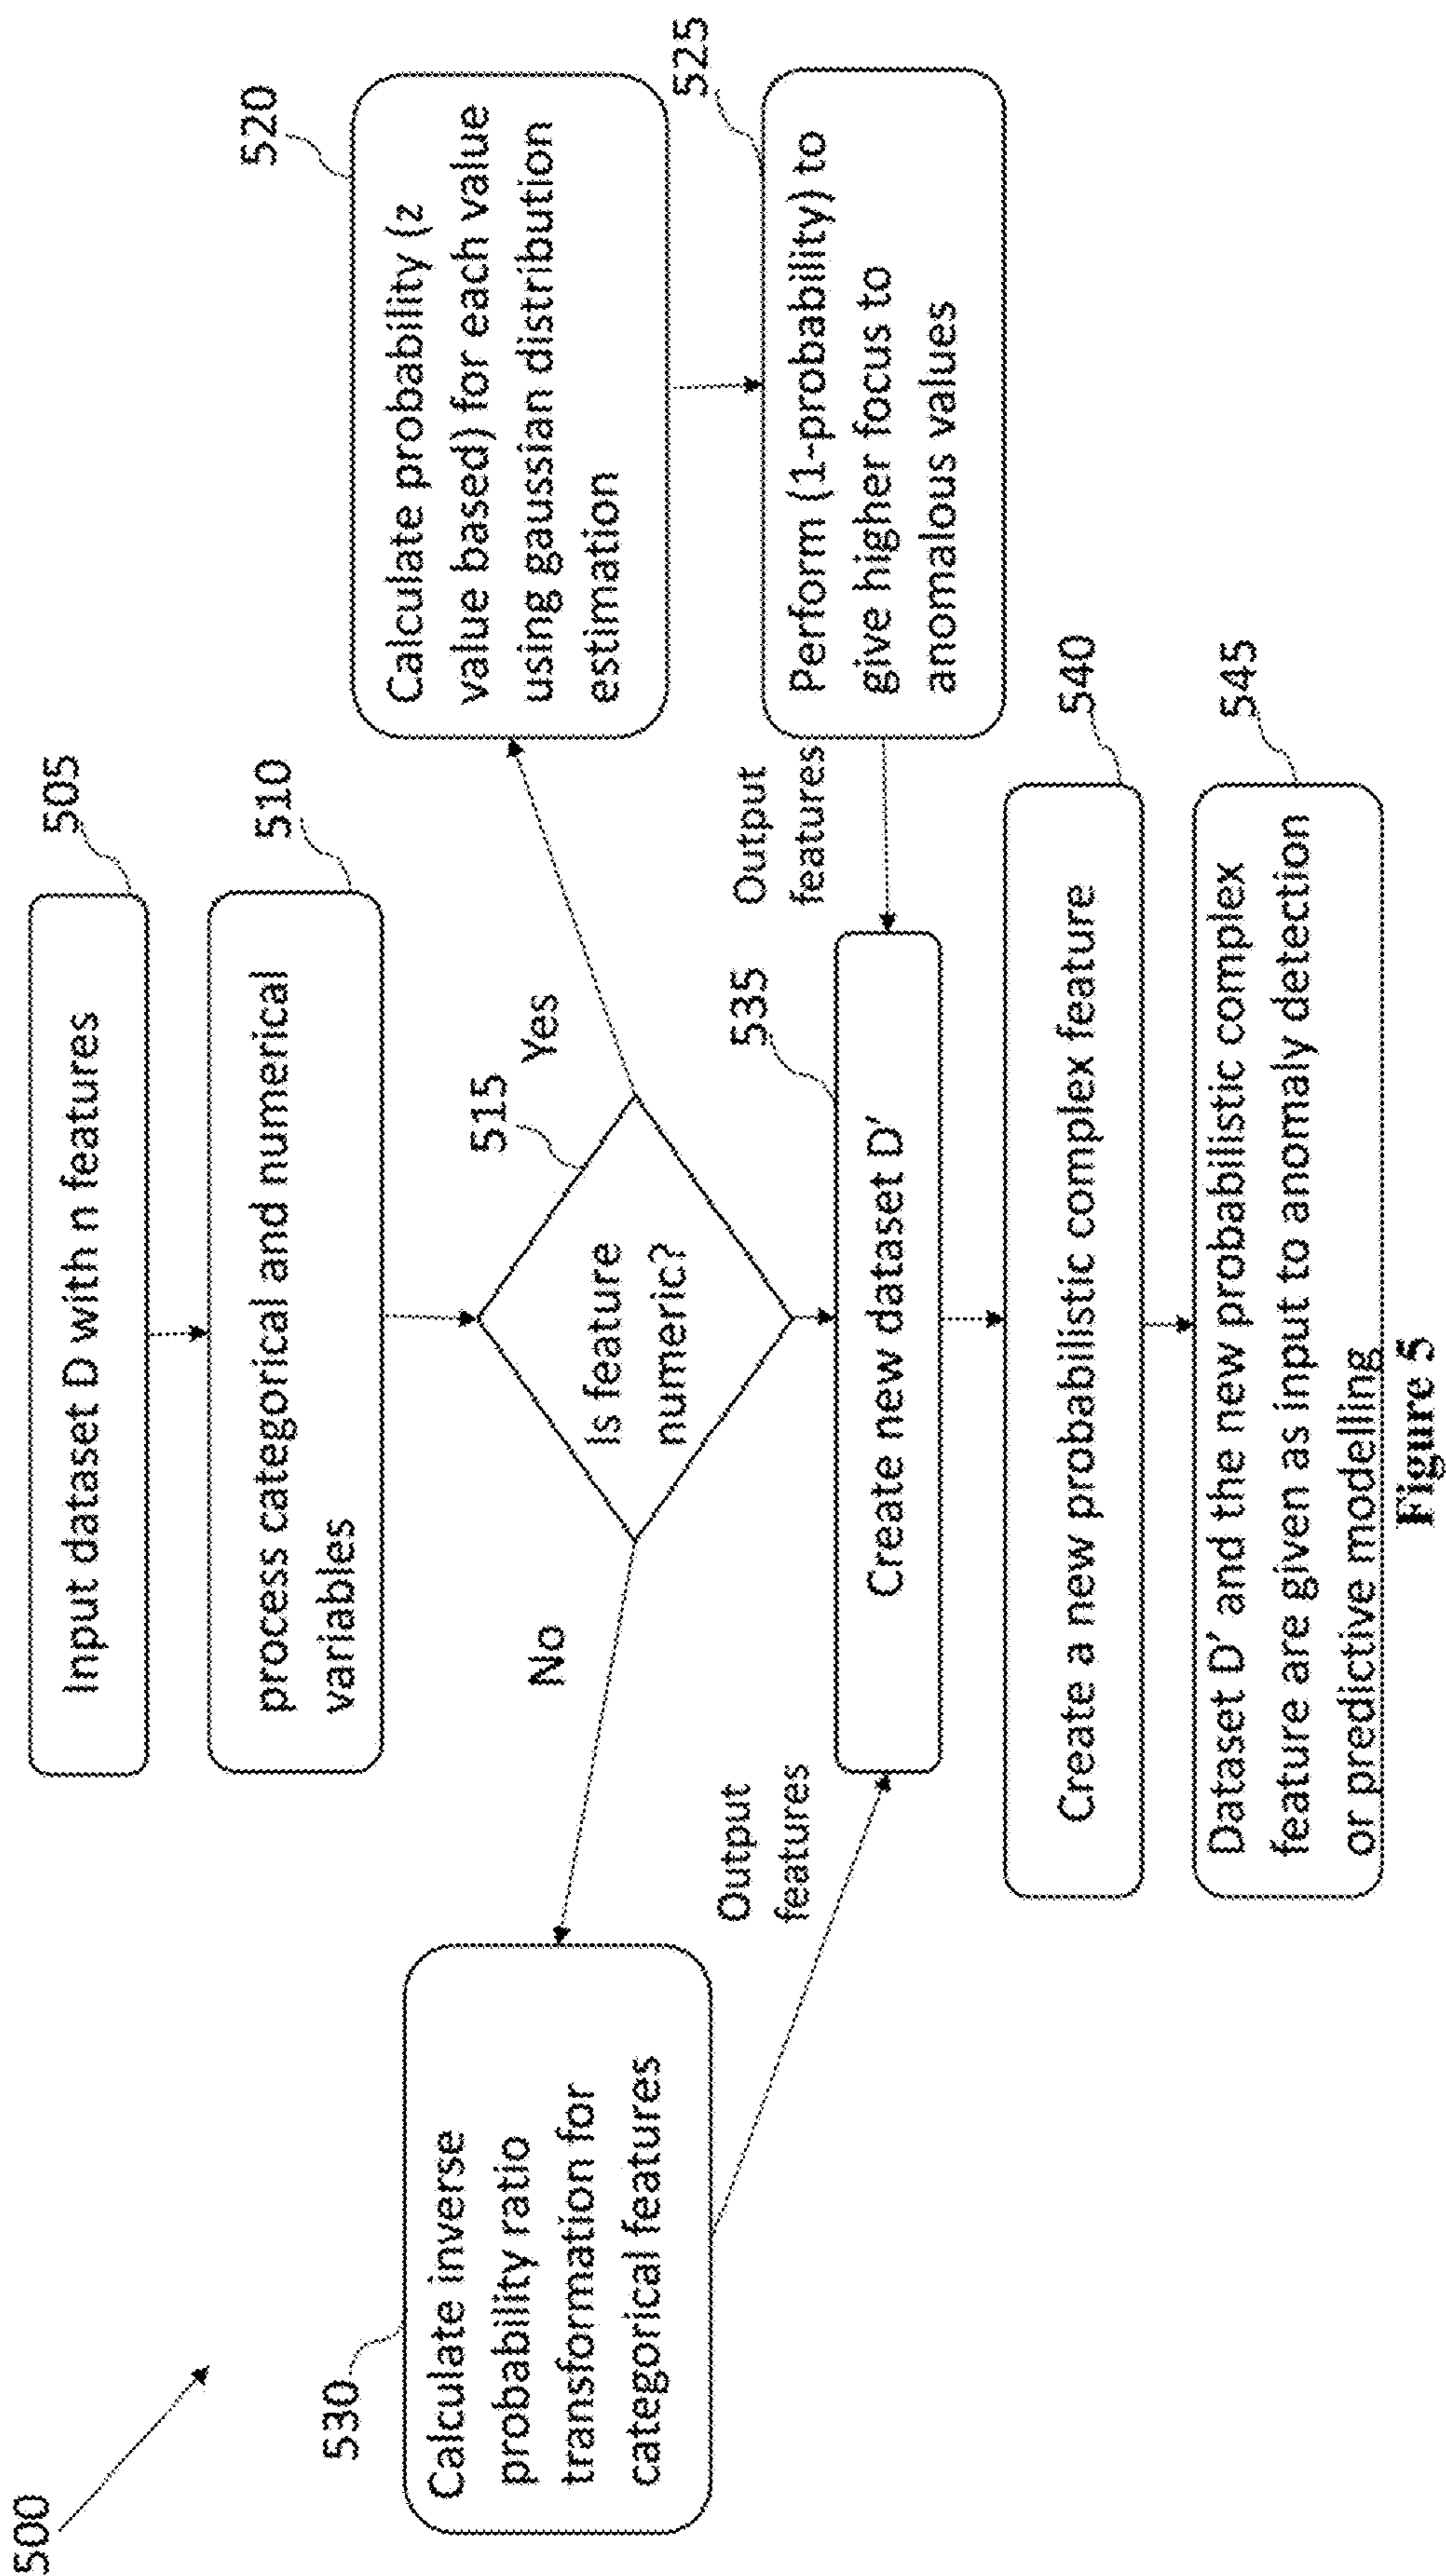 500
505
Input dataset D with n features
510
process categorical and numerical
variables
515
Is feature
numeric?
Yes
No
520
Calculate probability (z
value based) for each value
using gaussian distribution
estimation
525
Perform (1-probability) to
give higher focus to
anomalous values
530
Calculate inverse
probability ratio
transformation for
categorical features
Output
features
Output
features
535
Create new dataset D'
540
Create a new probabilistic complex feature
545
Dataset D' and the new probabilistic complex
feature are given as input to anomaly detection
or predictive modelling
Figure 5